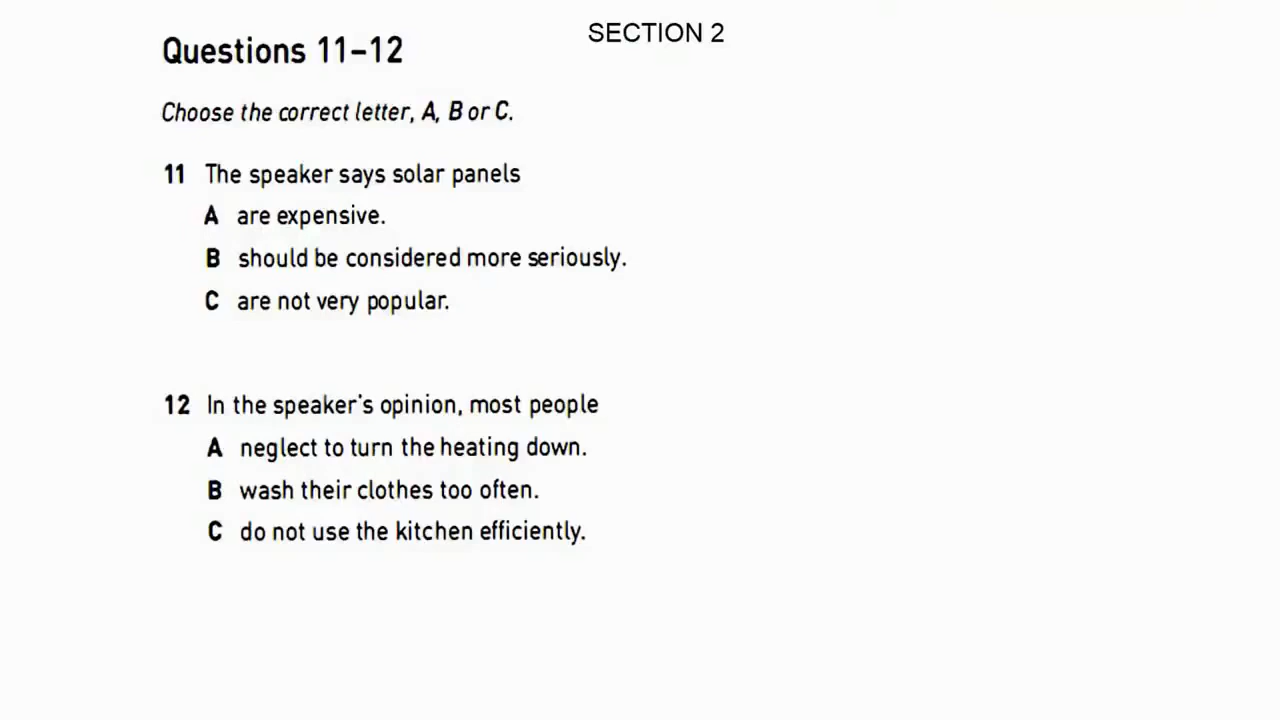 SECTION 2
Questions 11–12
Choose the correct letter, A, B or C.
11 The speaker says solar panels
A are expensive.
B should be considered more seriously.
C are not very popular.
12 In the speaker's opinion, most people
A neglect to turn the heating down.
B wash their clothes too often.
C do not use the kitchen efficiently.